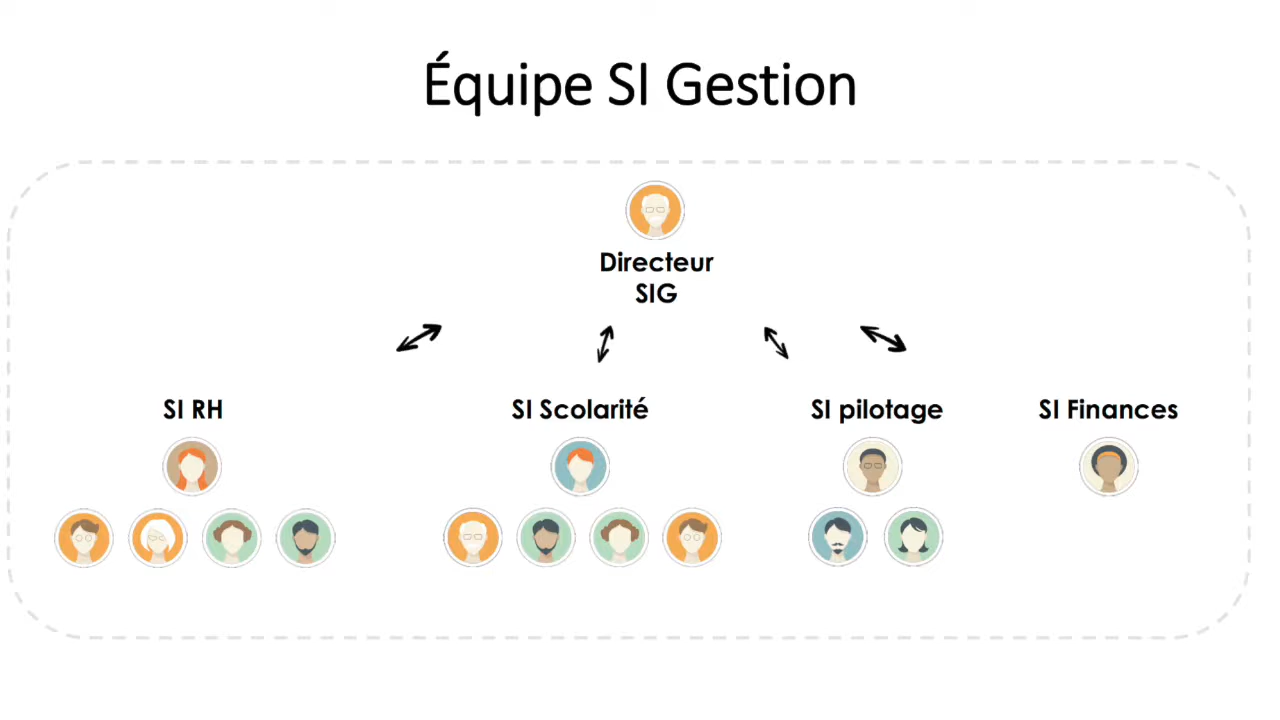 Équipe SI Gestion
Directeur
SIG
SI RH
SI Scolarité
SI pilotage
SI Finances